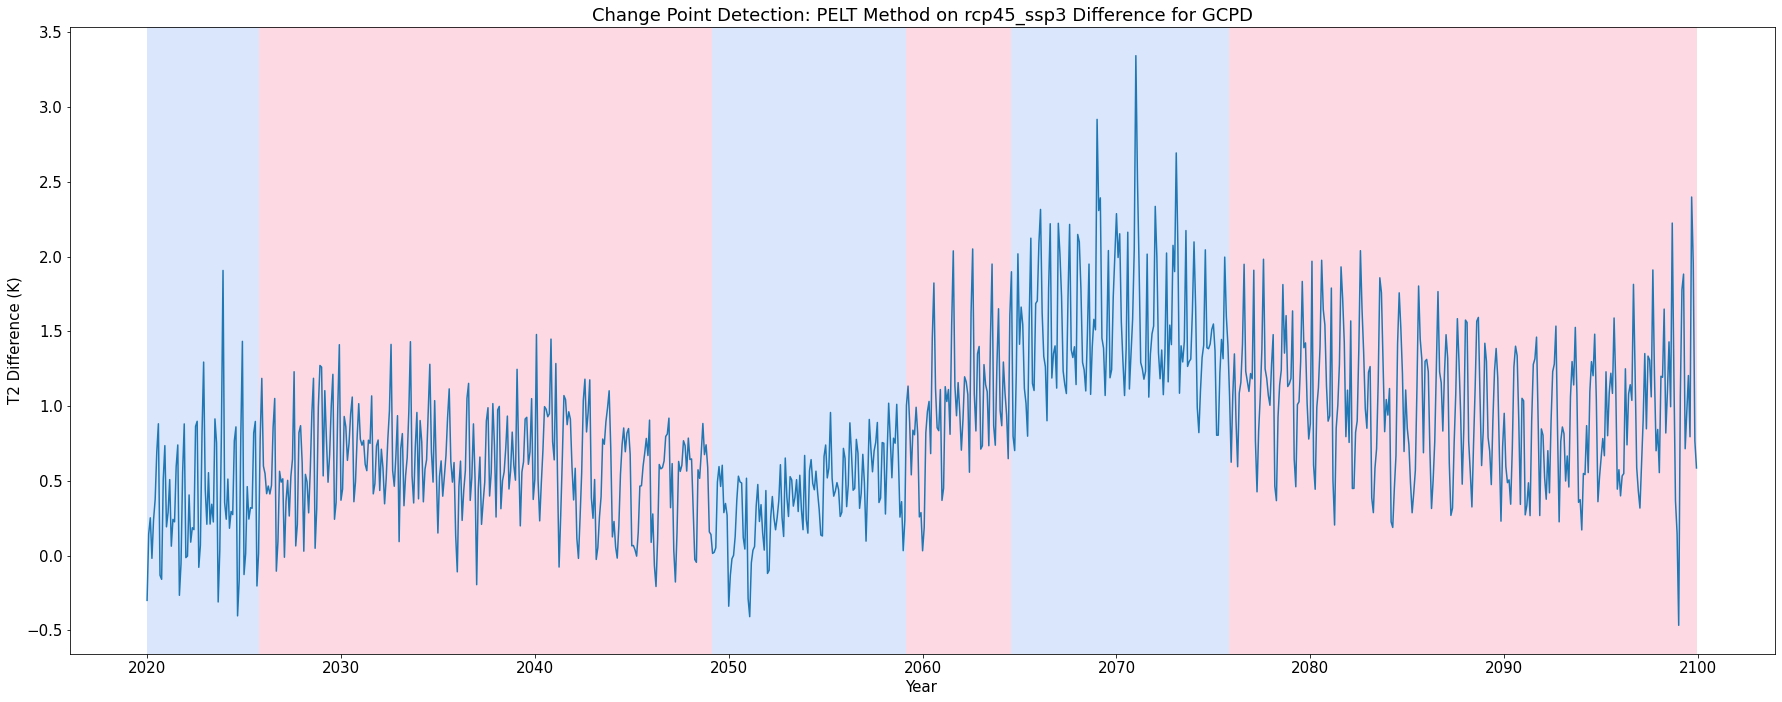 Change Point Detection: PELT Method on rcp45_ssp3 Difference for GCPD
T2 Difference (K)
3.5
3.0
2.5
2.0
1.5
1.0
0.5
0.0
−0.5
2020 2030 2040 2050 2060 2070 2080 2090 2100
Year